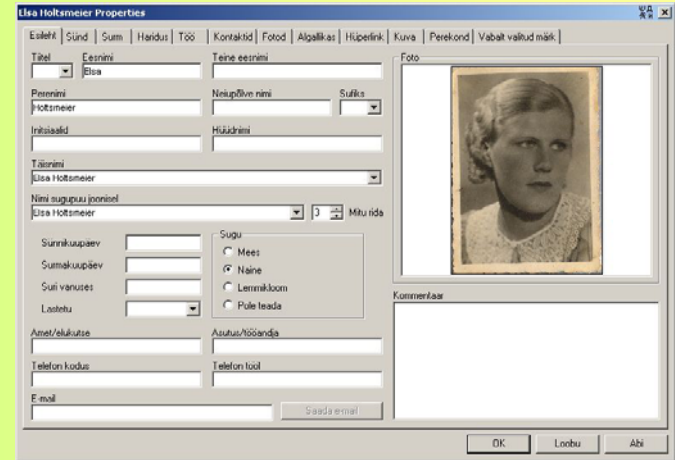 Elsa Holtsmeier Properties
Esileht Sünd Surm Haridus Töö Kontaktid Fotod Algallikas Hüperlink Kuva Perekond Vabalt valitud märk
Tiitel Eesnimi Teine eesnimi Foto
Elsa
Perenimi Neiupõlve nimi Sufiks
Holtsmeier
Initsiaalid Hüüdnimi
Täisnimi
Elsa Holtsmeier
Nimi sugupuu joonisel
Elsa Holtsmeier 3 Mitu rida
Sünnikuupäev Sugu
Mees
Surmakuupäev
Naine
Suri vanuses Lemmikloom
Kommentaar
Lastetu Pole teada
Amet/elukutse Asutus/tööandja
Telefon kodus Telefon tööl
E-mail
Saada e-mail
OK Loobu Abi